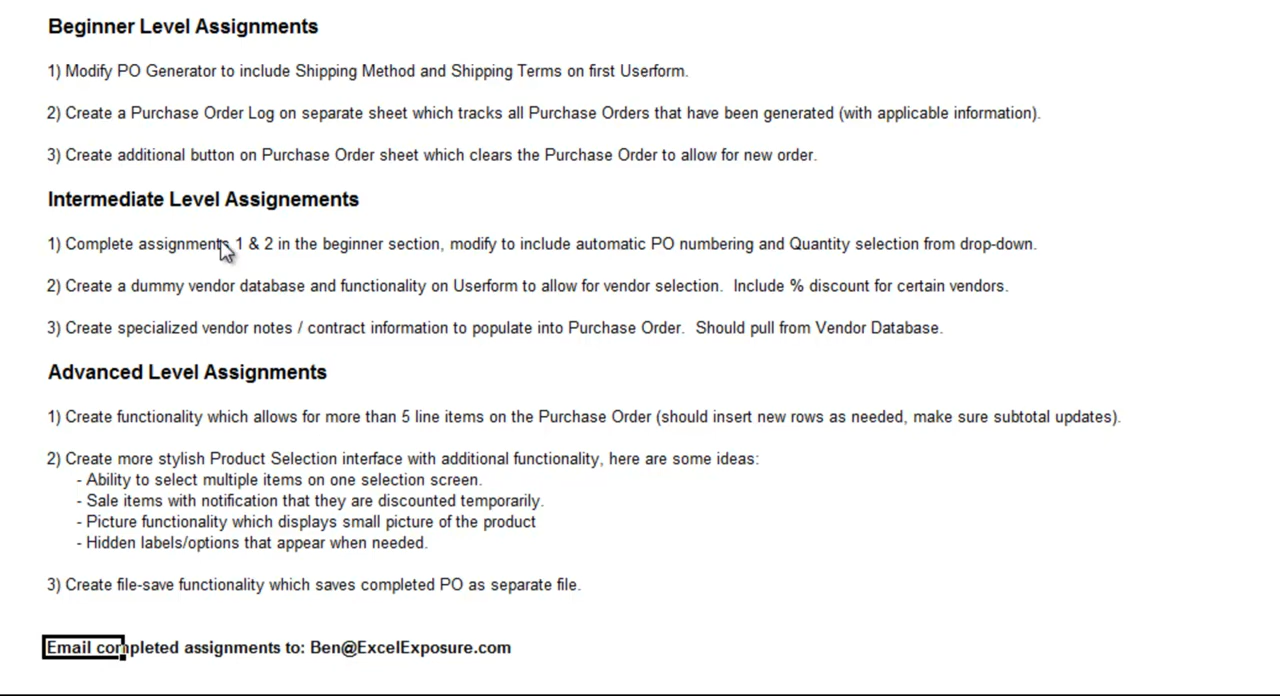 Beginner Level Assignments
1) Modify PO Generator to include Shipping Method and Shipping Terms on first Userform.
2) Create a Purchase Order Log on separate sheet which tracks all Purchase Orders that have been generated (with applicable information).
3) Create additional button on Purchase Order sheet which clears the Purchase Order to allow for new order.
Intermediate Level Assignements
1) Complete assignments 1 & 2 in the beginner section, modify to include automatic PO numbering and Quantity selection from drop-down.
2) Create a dummy vendor database and functionality on Userform to allow for vendor selection.  Include % discount for certain vendors.
3) Create specialized vendor notes / contract information to populate into Purchase Order.  Should pull from Vendor Database.
Advanced Level Assignments
1) Create functionality which allows for more than 5 line items on the Purchase Order (should insert new rows as needed, make sure subtotal updates).
2) Create more stylish Product Selection interface with additional functionality, here are some ideas:
- Ability to select multiple items on one selection screen.
- Sale items with notification that they are discounted temporarily.
- Picture functionality which displays small picture of the product
- Hidden labels/options that appear when needed.
3) Create file-save functionality which saves completed PO as separate file.
Email completed assignments to: Ben@ExcelExposure.com